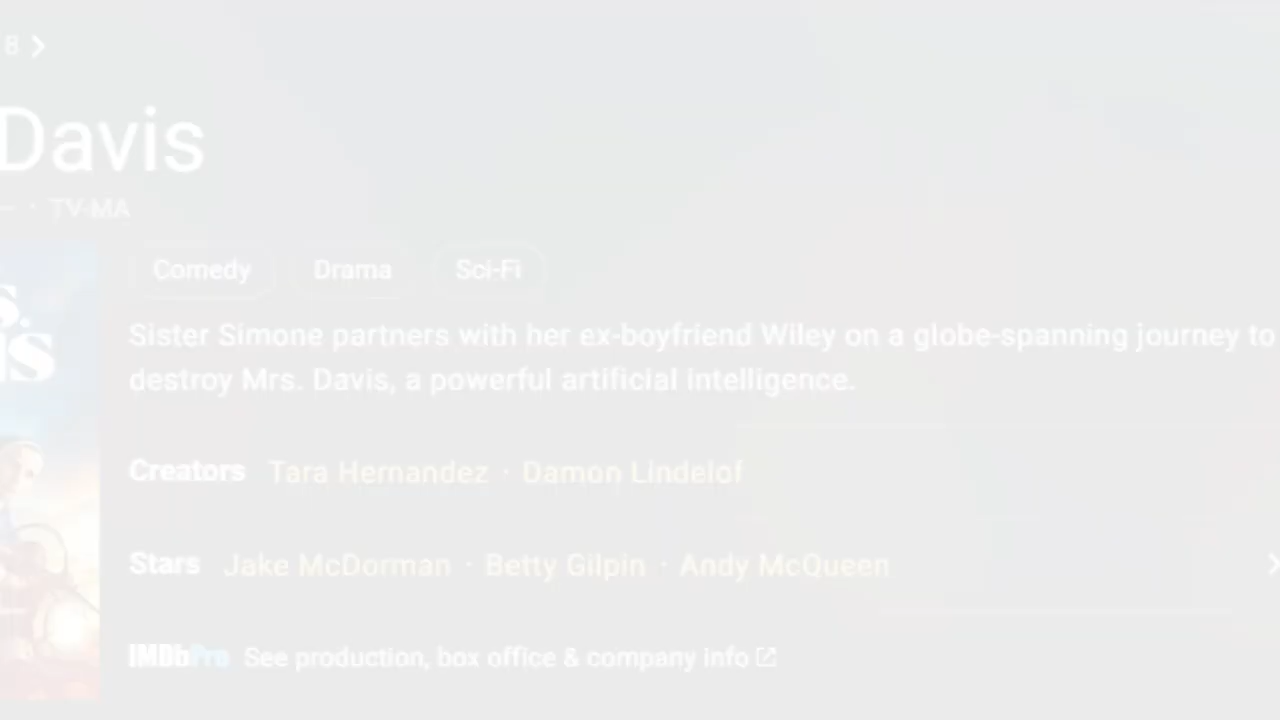 8
Davis
– · TV-MA
s.
is
Comedy Drama Sci-Fi
Sister Simone partners with her ex-boyfriend Wiley on a globe-spanning journey to
destroy Mrs. Davis, a powerful artificial intelligence.
Creators Tara Hernandez · Damon Lindelof
Stars Jake McDorman · Betty Gilpin · Andy McQueen
IMDbPro See production, box office & company info